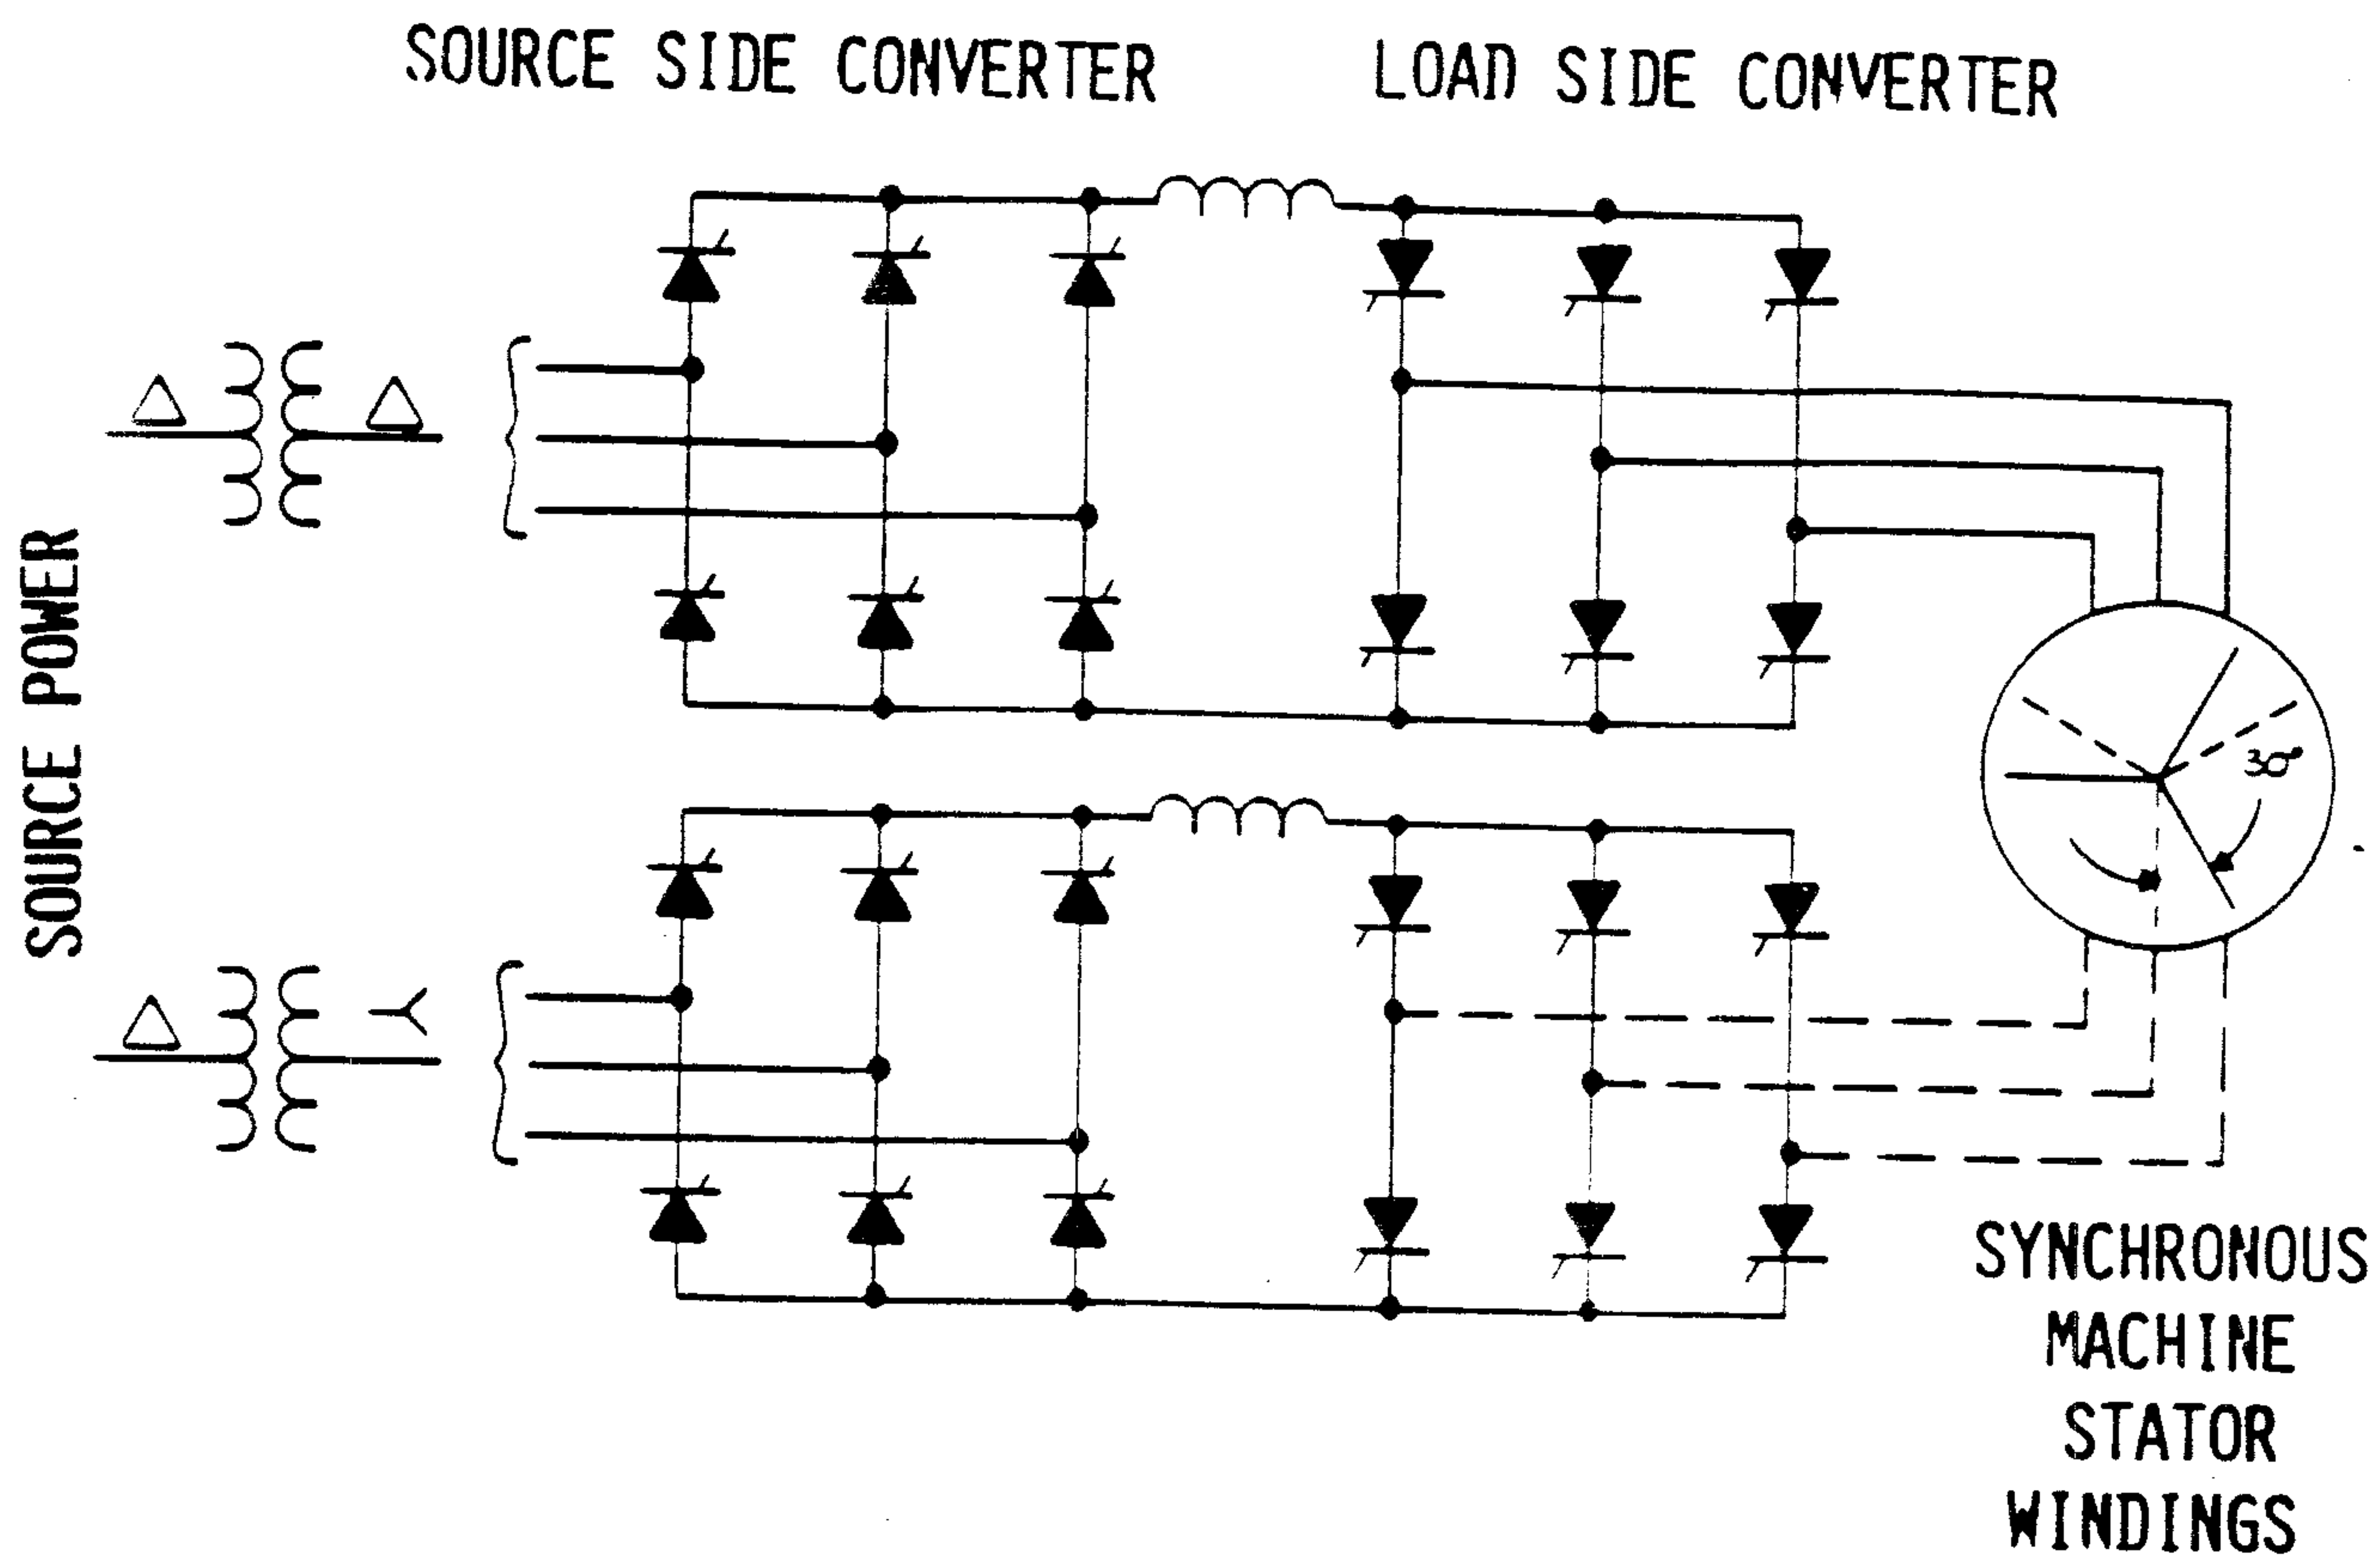 SOURCE SIDE CONVERTER
LOAD SIDE CONVERTER
SOURCE POWER
30°
SYNCHRONOUS
MACHINE
STATOR
WINDINGS